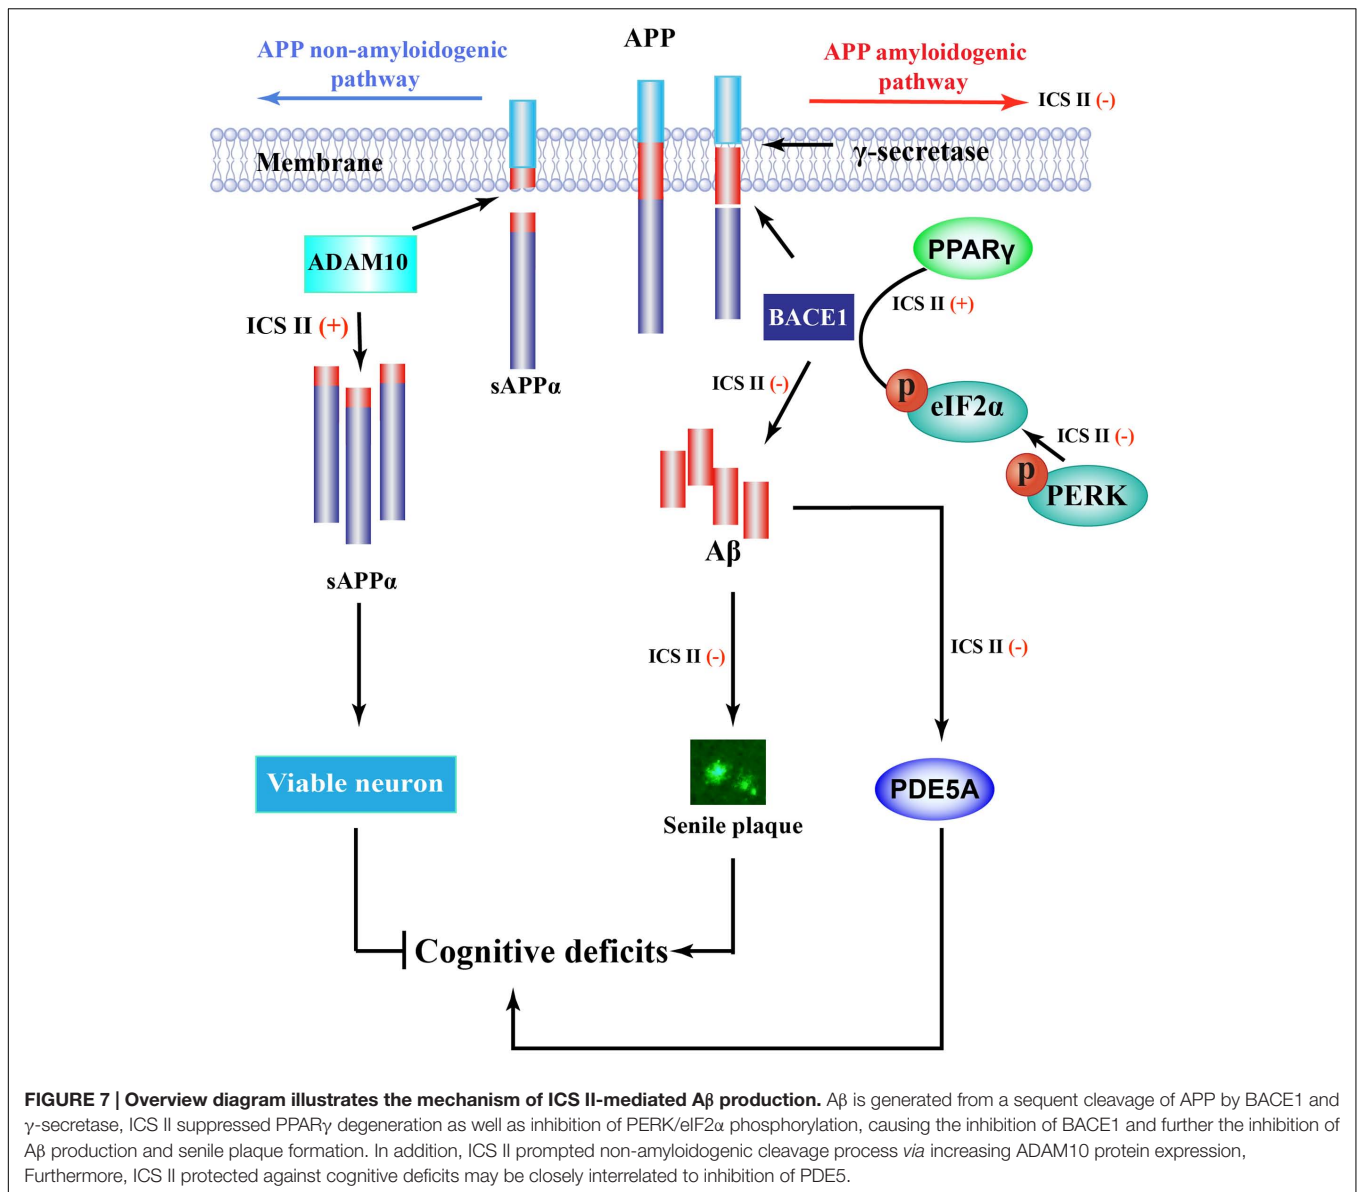 APP non-amyloidogenic
pathway
APP
APP amyloidogenic
pathway
ICS II (-)
Membrane
γ-secretase
ADAM10
PPARγ
ICS II (+)
BACE1
ICS II (+)
sAPPα
ICS II (-)
p
eIF2α
ICS II (-)
p
PERK
Aβ
sAPPα
ICS II (-)
ICS II (-)
Viable neuron
PDE5A
Senile plaque
Cognitive deficits
FIGURE 7 | Overview diagram illustrates the mechanism of ICS II-mediated Aβ production. Aβ is generated from a sequent cleavage of APP by BACE1 and
γ-secretase, ICS II suppressed PPARγ degeneration as well as inhibition of PERK/eIF2α phosphorylation, causing the inhibition of BACE1 and further the inhibition of
Aβ production and senile plaque formation. In addition, ICS II prompted non-amyloidogenic cleavage process via increasing ADAM10 protein expression,
Furthermore, ICS II protected against cognitive deficits may be closely interrelated to inhibition of PDE5.